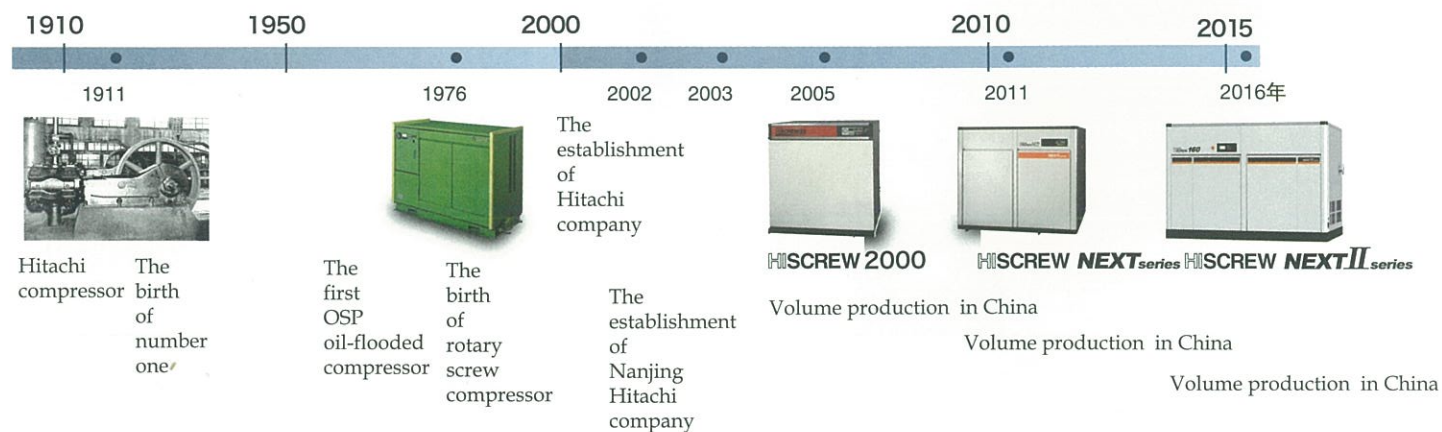 1910
1950
2000
2010
2015
1911
1976
2002
2003
2005
2011
2016年
Hitachi
compressor
The
birth
of
number
one
The
first
OSP
oil-flooded
compressor
The
birth
of
rotary
screw
compressor
The
establishment
of
Hitachi
company
The
establishment
of
Nanjing
Hitachi
company
HISCREW 2000
Volume production in China
HISCREW NEXT series
Volume production in China
HISCREW NEXT II series
Volume production in China